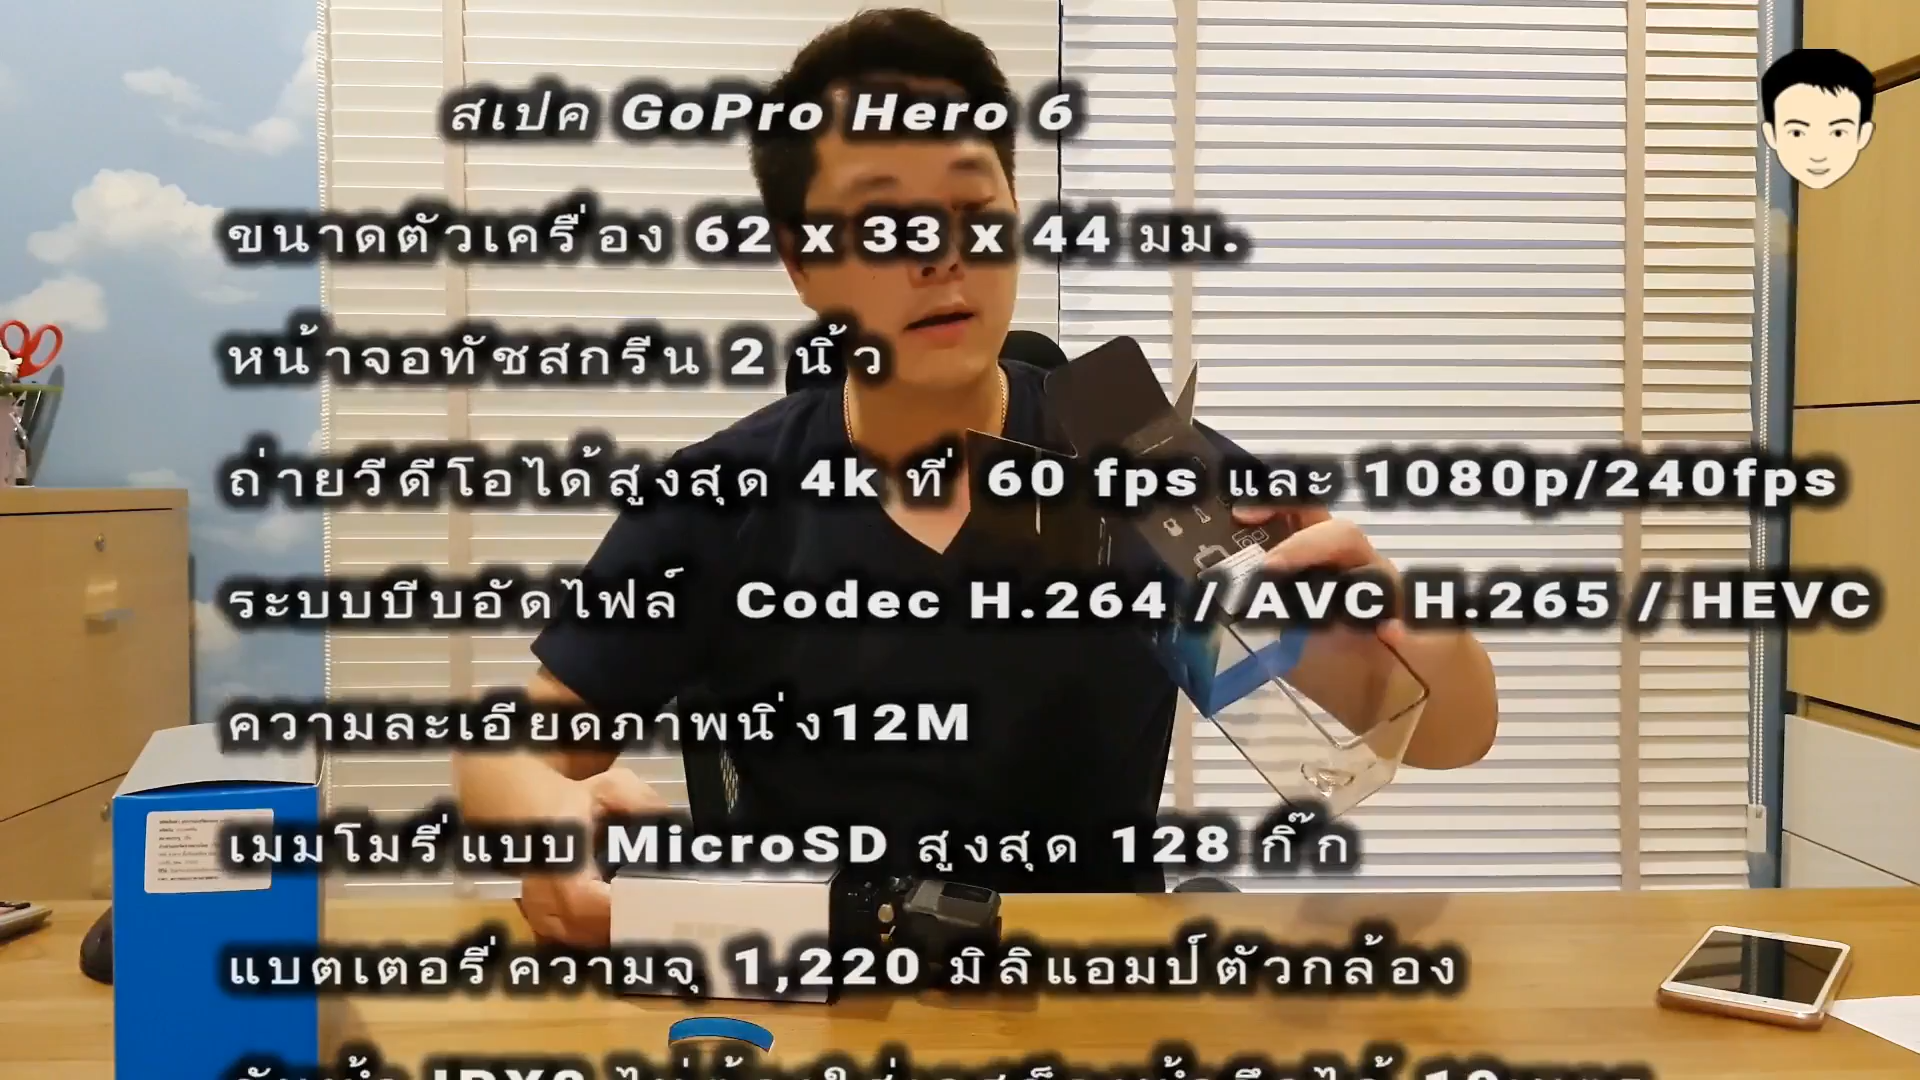 สเปค GoPro Hero 6
ขนาดตัวเครื่อง 62 x 33 x 44 มม.
หน้าจอทัชสกรีน 2 นิ้ว
ถ่ายวีดีโอได้สูงสุด 4k ที่ 60 fps และ 1080p/240fps
ระบบบีบอัดไฟล์ Codec H.264 / AVC H.265 / HEVC
ความละเอียดภาพนิ่ง12M
เมมโมรี่แบบ MicroSD สูงสุด 128 กิ๊ก
แบตเตอรี่ความจุ 1,220 มิลิแอมป์ตัวกล้อง